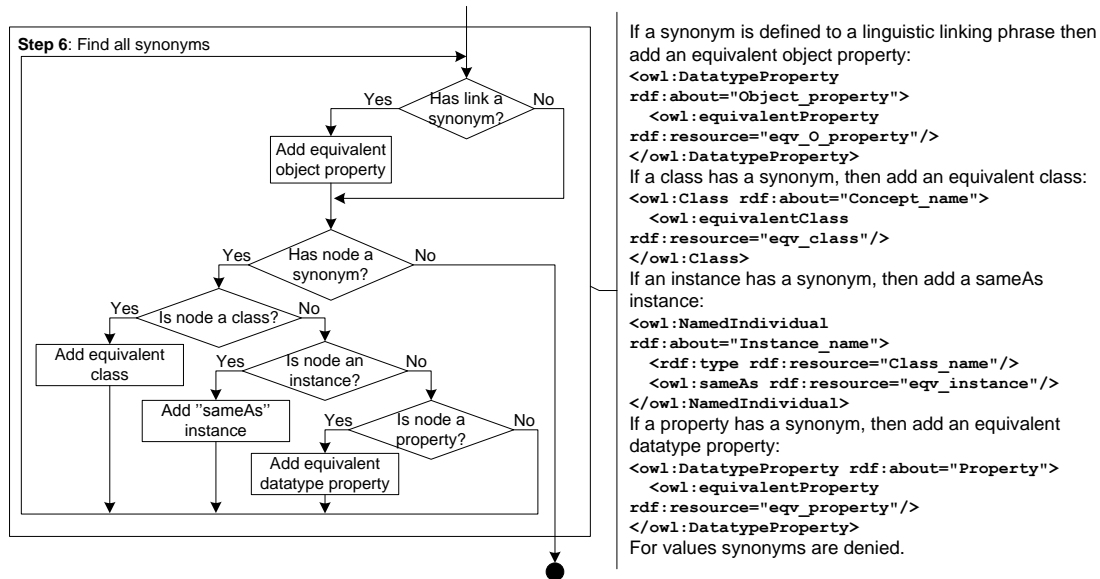 Step 6: Find all synonyms
Has link a
synonym?
Yes
No
Add equivalent
object property
Has node a
synonym?
Yes
No
Is node a class?
Yes
No
Add equivalent
class
Is node an
instance?
Yes
No
Add "sameAs"
instance
Is node a
property?
Yes
No
Add equivalent
datatype property
If a synonym is defined to a linguistic linking phrase then
add an equivalent object property:
<owl:DatatypeProperty
rdf:about="Object_property">
<owl:equivalentProperty
rdf:resource="eqv_O_property"/>
</owl:DatatypeProperty>
If a class has a synonym, then add an equivalent class:
<owl:Class rdf:about="Concept_name">
<owl:equivalentClass
rdf:resource="eqv_class"/>
</owl:Class>
If an instance has a synonym, then add a sameAs
instance:
<owl:NamedIndividual
rdf:about="Instance_name">
<rdf:type rdf:resource="Class_name"/>
<owl:sameAs rdf:resource="eqv_instance"/>
</owl:NamedIndividual>
If a property has a synonym, then add an equivalent
datatype property:
<owl:DatatypeProperty rdf:about="Property">
<owl:equivalentProperty
rdf:resource="eqv_property"/>
</owl:DatatypeProperty>
For values synonyms are denied.